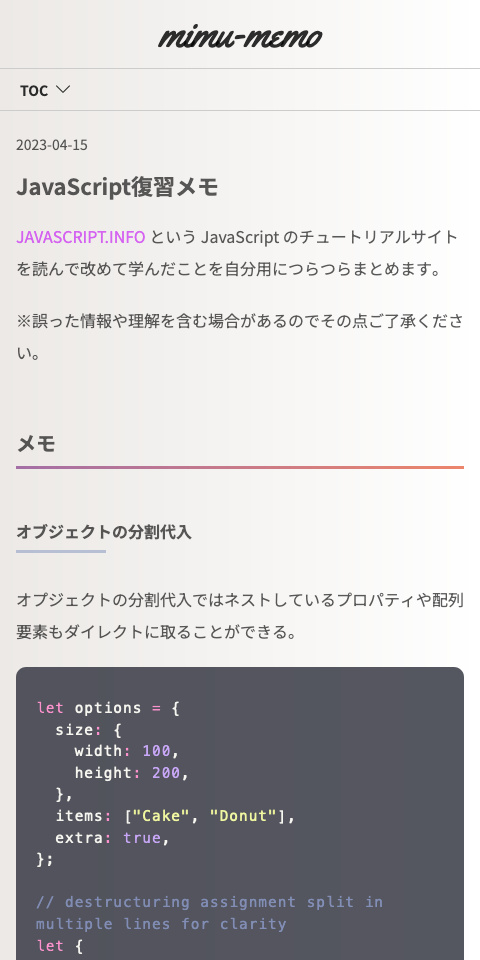 mimu-memo
TOC
2023-04-15
JavaScript復習メモ
JAVASCRIPT.INFO という JavaScript のチュートリアルサイト
を読んで改めて学んだことを自分用につらつらまとめます。
※誤った情報や理解を含む場合があるのでその点ご了承くださ
い。
メモ
オブジェクトの分割代入
オブジェクトの分割代入ではネストしているプロパティや配列
要素もダイレクトに取ることができる。
let options = {
  size: {
    width: 100,
    height: 200,
  },
  items: ["Cake", "Donut"],
  extra: true,
};
// destructuring assignment split in
multiple lines for clarity
let {